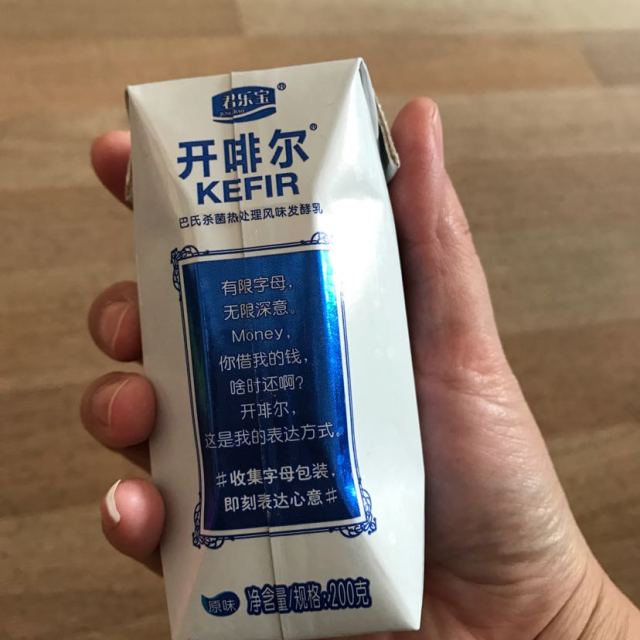 君乐宝®
JUNLEBAO
开啡尔®
KEFIR
巴氏杀菌热处理风味发酵乳
有限字母,
无限深意。
Money,
你借我的钱,
啥时还啊?
开啡尔,
这是我的表达方式。
#收集字母包装,
即刻表达心意#
原味
净含量/规格:200克